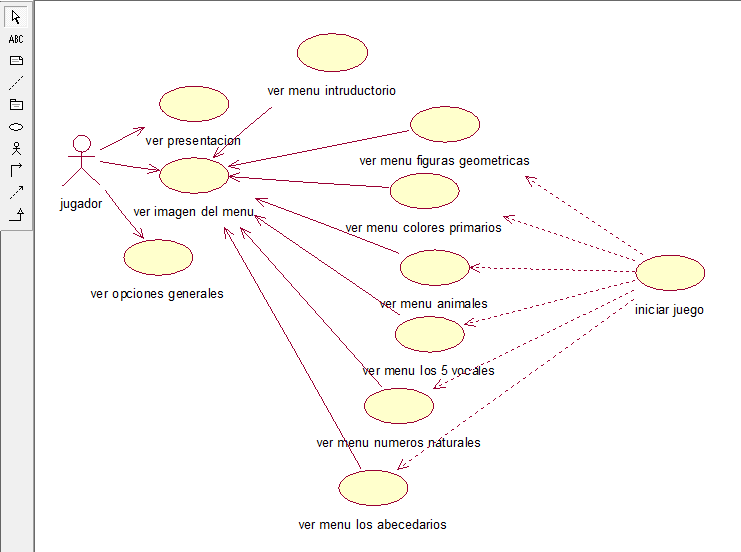 ABC
ver menu intruductorio
ver presentacion
ver menu figuras geometricas
jugador
ver imagen del menu
ver menu colores primarios
ver opciones generales
ver menu animales
iniciar juego
ver menu los 5 vocales
ver menu numeros naturales
ver menu los abecedarios